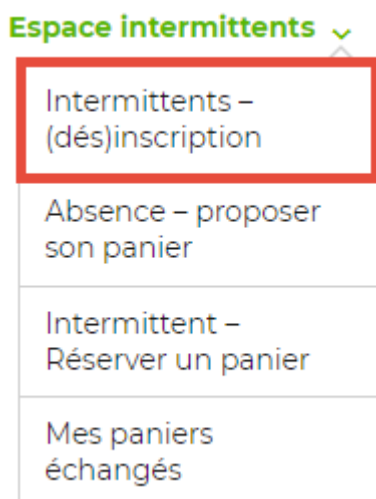 Espace intermittents
Intermittents –
(dés)inscription
Absence – proposer
son panier
Intermittent –
Réserver un panier
Mes paniers
échangés